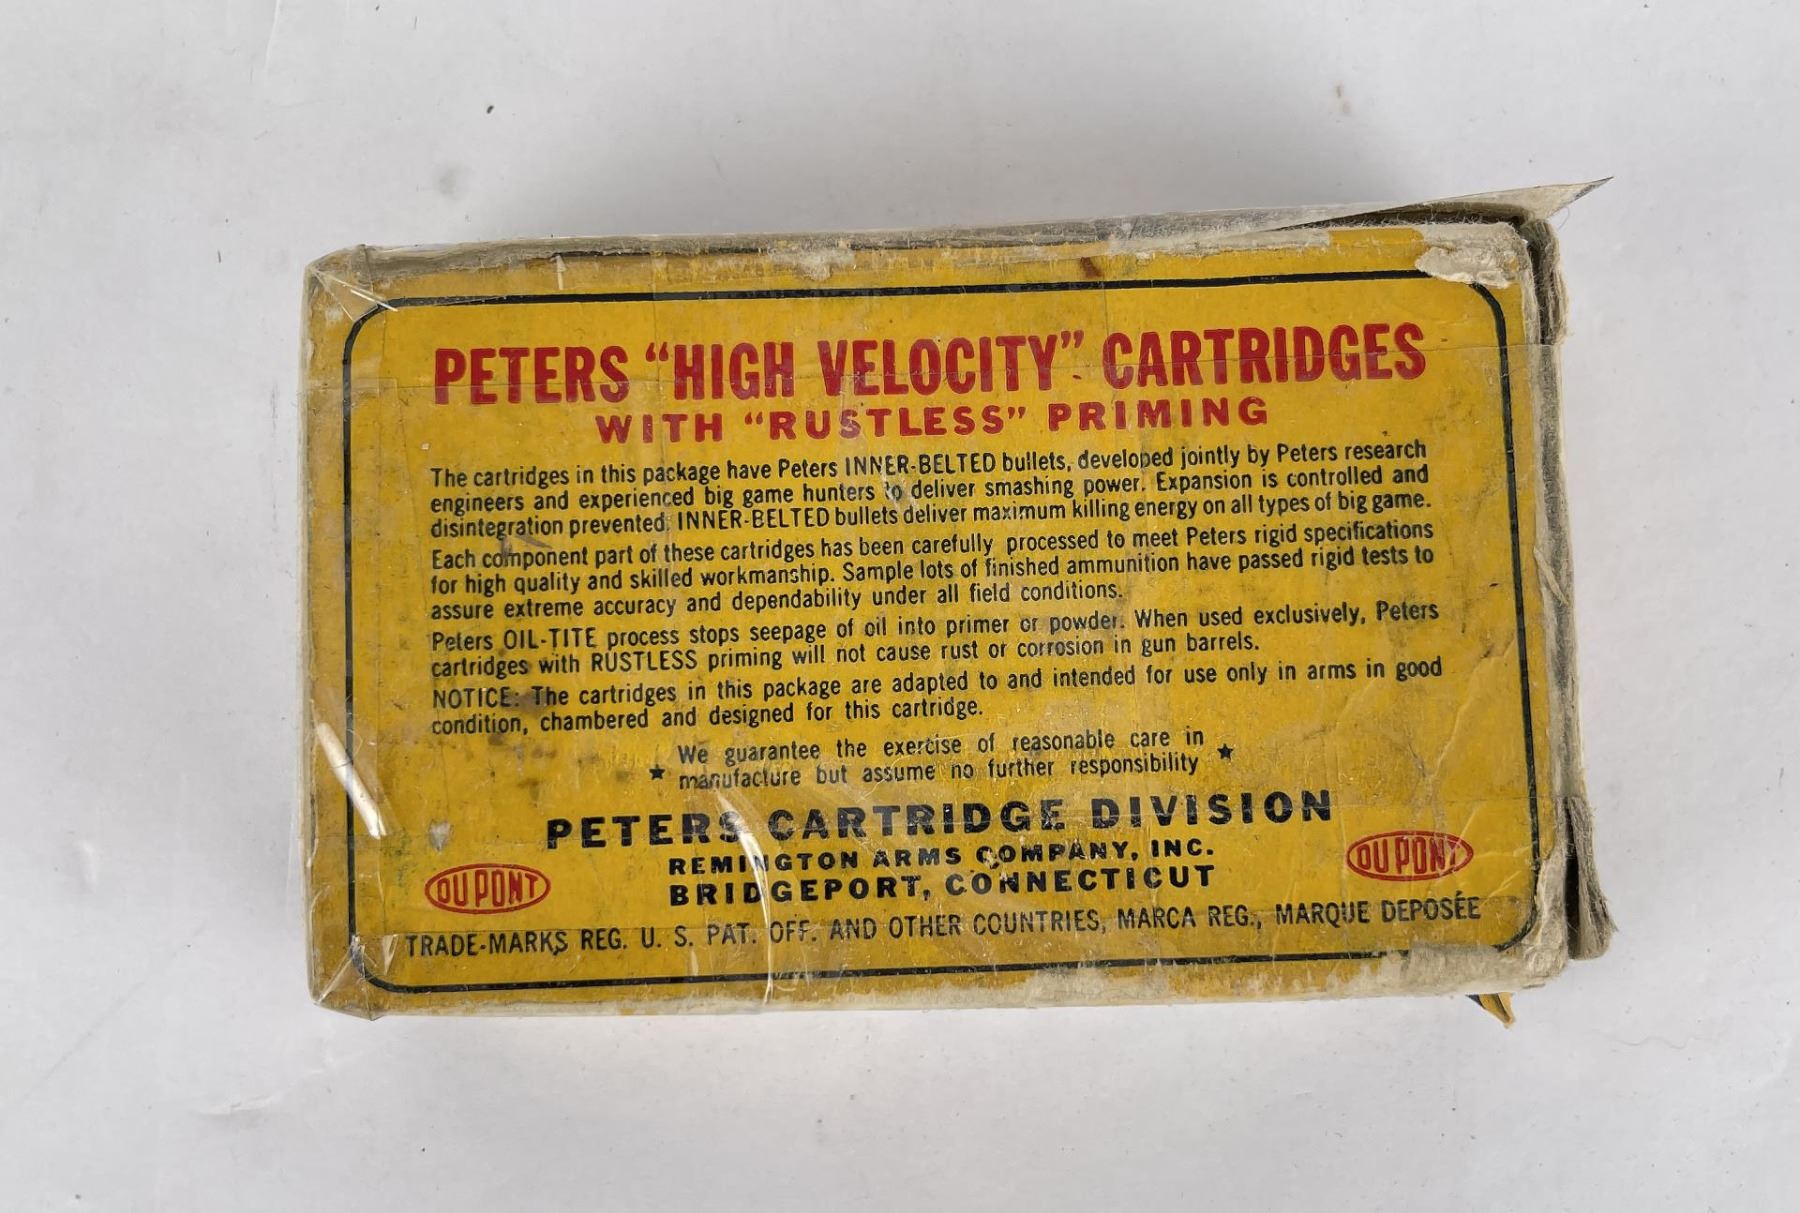 PETERS “HIGH VELOCITY” CARTRIDGES
WITH “RUSTLESS” PRIMING
The cartridges in this package have Peters INNER-BELTED bullets, developed jointly by Peters research
engineers and experienced big game hunters to deliver smashing power. Expansion is controlled and
disintegration prevented. INNER-BELTED bullets deliver maximum killing energy on all types of big game.
Each component part of these cartridges has been carefully processed to meet Peters rigid specifications
for high quality and skilled workmanship. Sample lots of finished ammunition have passed rigid tests to
assure extreme accuracy and dependability under all field conditions.
Peters OIL-TITE process stops seepage of oil into primer or powder. When used exclusively, Peters
cartridges with RUSTLESS priming will not cause rust or corrosion in gun barrels.
NOTICE: The cartridges in this package are adapted to and intended for use only in arms in good
condition, chambered and designed for this cartridge.
We guarantee the exercise of reasonable care in
★ manufacture but assume no further responsibility ★
PETERS CARTRIDGE DIVISION
REMINGTON ARMS COMPANY, INC.
BRIDGEPORT, CONNECTICUT
DU PONT
DU PONT
TRADE-MARKS REG. U. S. PAT. OFF. AND OTHER COUNTRIES, MARCA REG., MARQUE DEPOSÉE